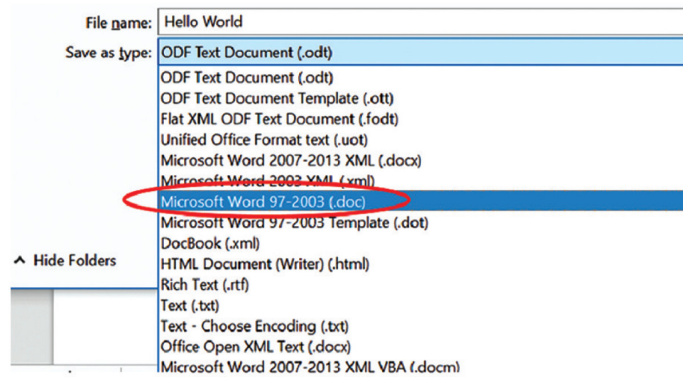 File name: Hello World
Save as type: ODF Text Document (.odt)
ODF Text Document (.odt)
ODF Text Document Template (.ott)
Flat XML ODF Text Document (.fodt)
Unified Office Format text (.uot)
Microsoft Word 2007-2013 XML (.docx)
Microsoft Word 2003 XML (.xml)
Microsoft Word 97-2003 (.doc)
Microsoft Word 97-2003 Template (.dot)
DocBook (.xml)
Hide Folders
HTML Document (Writer) (.html)
Rich Text (.rtf)
Text (.txt)
Text - Choose Encoding (.txt)
Office Open XML Text (.docx)
Microsoft Word 2007-2013 XML VBA (.docm)